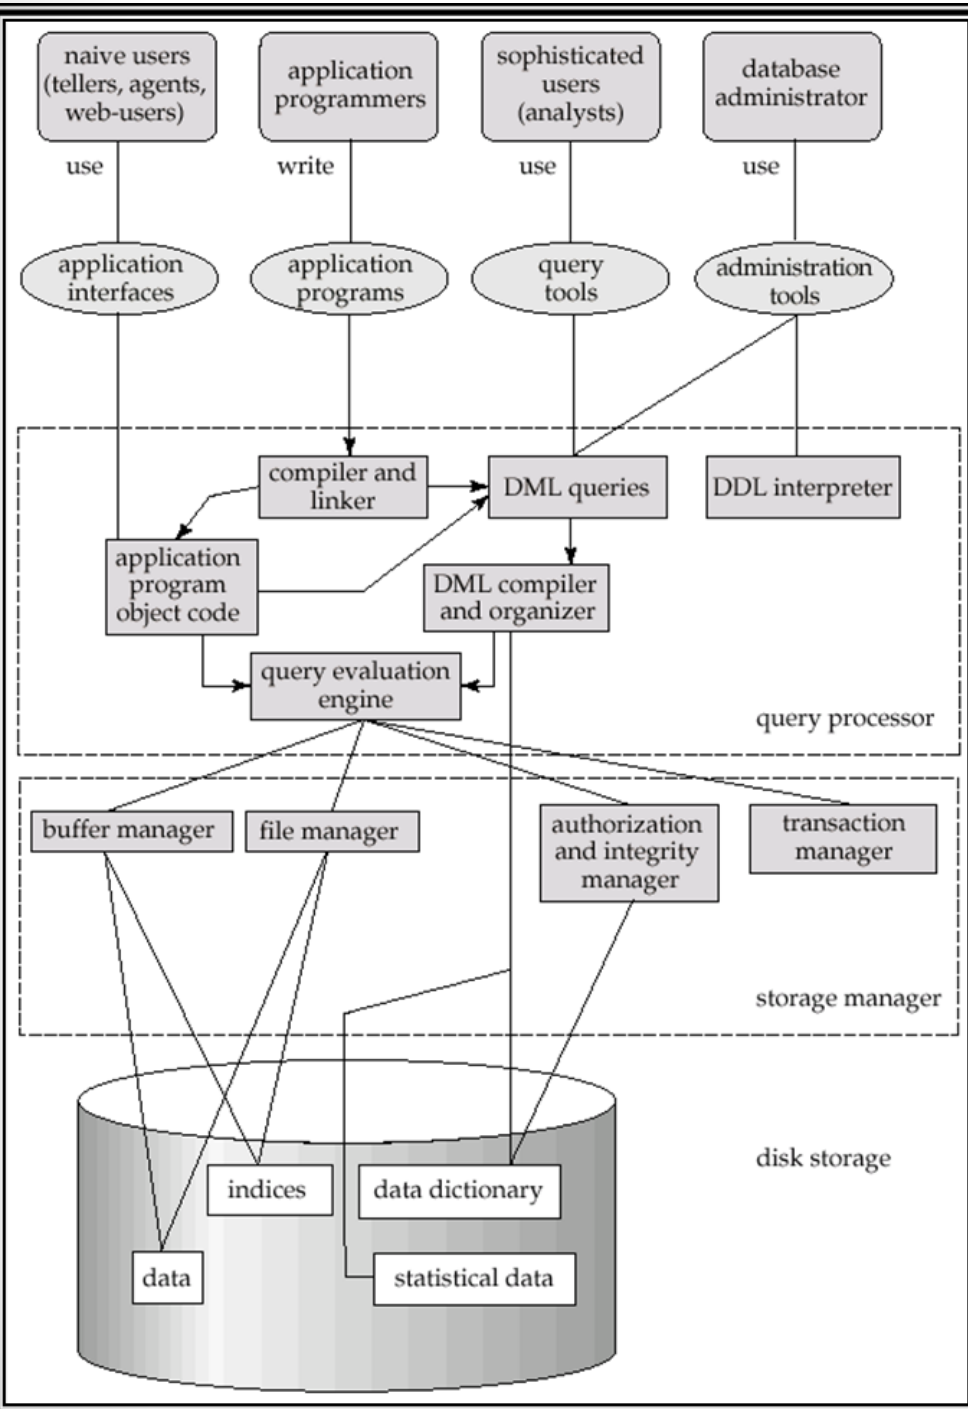 naive users
(tellers, agents,
web-users)
application
programmers
sophisticated
users
(analysts)
database
administrator
use
write
use
use
application
interfaces
application
programs
query
tools
administration
tools
compiler and
linker
DML queries
DDL interpreter
application
program
object code
DML compiler
and organizer
query evaluation
engine
query processor
buffer manager
file manager
authorization
and integrity
manager
transaction
manager
storage manager
disk storage
indices
data dictionary
data
statistical data